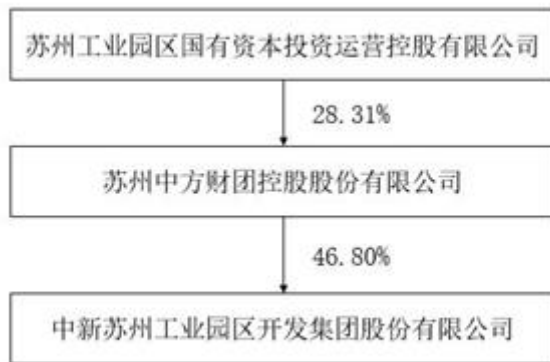 苏州工业园区国有资本投资运营控股有限公司
28.31%
苏州中方财团控股股份有限公司
46.80%
中新苏州工业园区开发集团股份有限公司